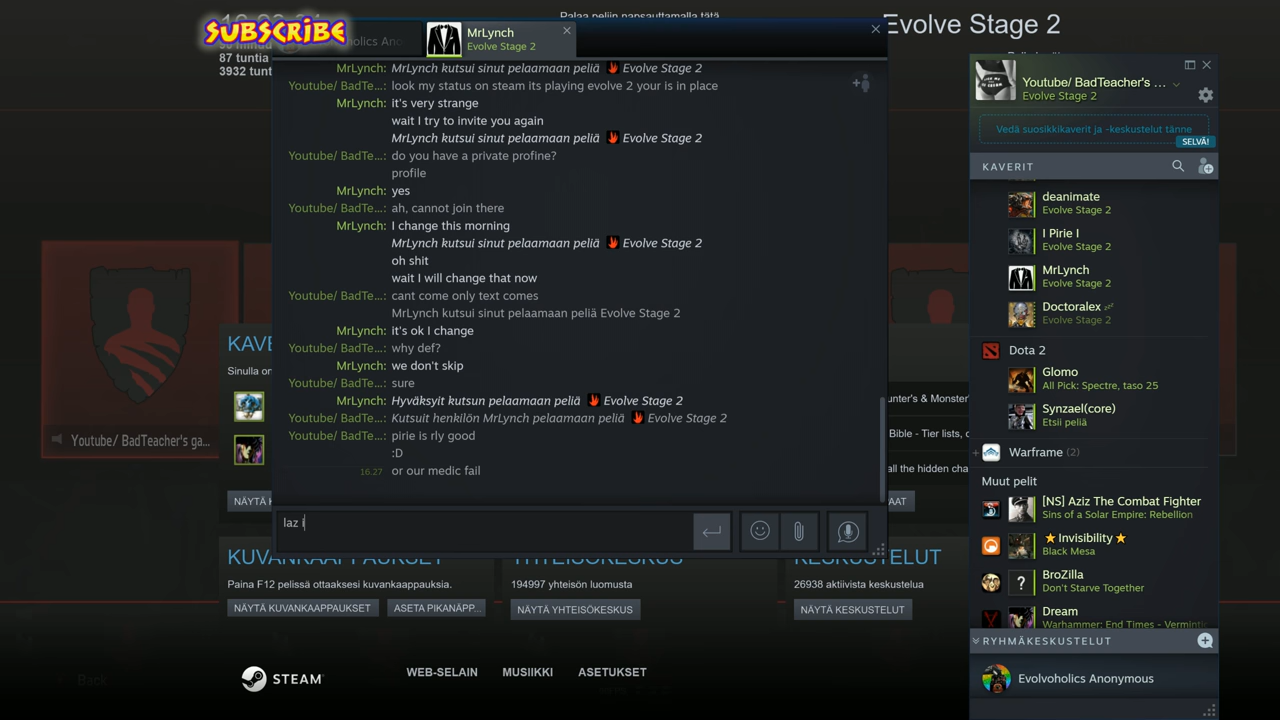 SUBSCRIBE
Palaa peliin napsauttamalla tätä
Evolve Stage 2
87 tuntia
3932 tunt
holics Ano
MrLynch
Evolve Stage 2
MrLynch: MrLynch kutsui sinut pelaamaan peliä Evolve Stage 2
Youtube/ BadTe...: look my status on steam its playing evolve 2 your is in place
MrLynch: it's very strange
wait I try to invite you again
MrLynch kutsui sinut pelaamaan peliä Evolve Stage 2
Youtube/ BadTe...: do you have a private profine?
profile
MrLynch: yes
Youtube/ BadTe...: ah, cannot join there
MrLynch: I change this morning
MrLynch kutsui sinut pelaamaan peliä Evolve Stage 2
oh shit
wait I will change that now
Youtube/ BadTe...: cant come only text comes
MrLynch kutsui sinut pelaamaan peliä Evolve Stage 2
MrLynch: it's ok I change
Youtube/ BadTe...: why def?
MrLynch: we don't skip
Youtube/ BadTe...: sure
MrLynch: Hyväksyit kutsun pelaamaan peliä Evolve Stage 2
Youtube/ BadTe...: Kutsuit henkilön MrLynch pelaamaan peliä Evolve Stage 2
Youtube/ BadTe...: pirie is rly good
:D
16.27 or our medic fail
laz i
Youtube/ BadTeacher's ...
Evolve Stage 2
Vedä suosikkikaverit ja -keskustelut tänne
SELVÄ!
KAVERIT
deanimate
Evolve Stage 2
I Pirie I
Evolve Stage 2
MrLynch
Evolve Stage 2
Doctoralex
Evolve Stage 2
Dota 2
Glomo
All Pick: Spectre, taso 25
Synzael(core)
Etsii peliä
Warframe (2)
Muut pelit
[NS] Aziz The Combat Fighter
Sins of a Solar Empire: Rebellion
Invisibility
Black Mesa
BroZilla
Don't Starve Together
Dream
Warhammer: End Times - Vermintic
RYHMÄKESKUSTELUT
Evolvoholics Anonymous
KAVE
Sinulla on
Youtube/ BadTeacher's ga...
NÄYTÄ K
unter's & Monster'
Bible - Tier lists, c
all the hidden cha
AAT
KUVANKAAPPAUKSET
Paina F12 pelissä ottaaksesi kuvankaappauksia.
NÄYTÄ KUVANKAAPPAUKSET
ASETA PIKANÄPP...
YHTEISÖKESKUS
194997 yhteisön luomusta
NÄYTÄ YHTEISÖKESKUS
KESKUSTELUT
26938 aktiivista keskustelua
NÄYTÄ KESKUSTELUT
Back
STEAM
WEB-SELAIN
MUSIIKKI
ASETUKSET